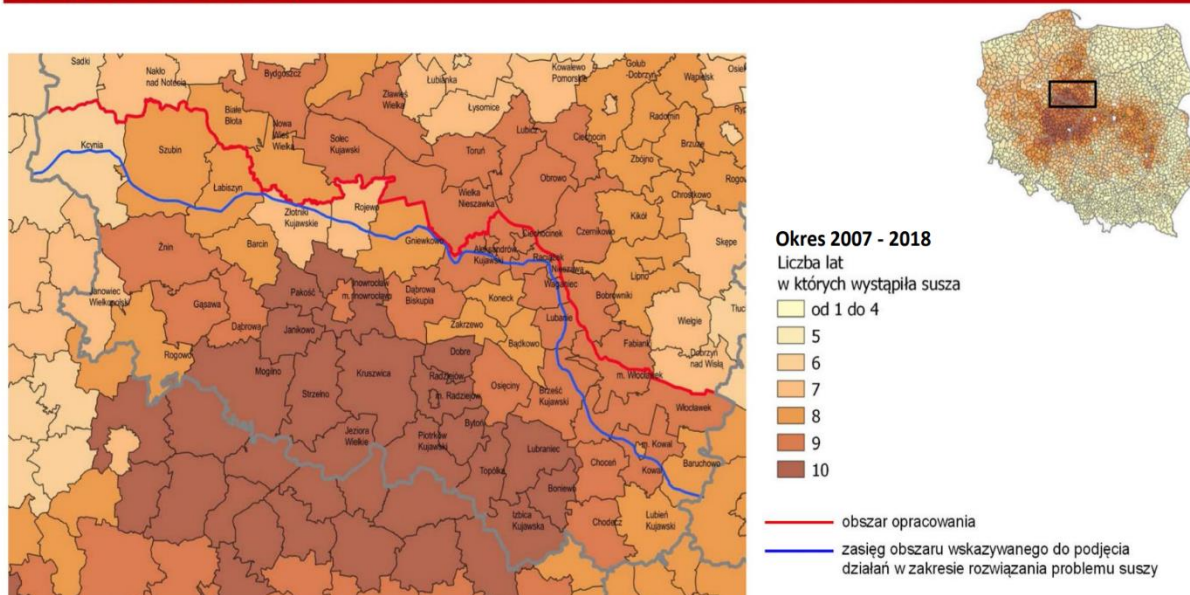 Sadki
Nakło
nad Notecią
Bydgoszcz
Zławieś
Wielka
Łubianka
Łysomice
Kowalewo
Pomorskie
Golub
-Dobrzyń
Wąpielsk
Osiek
Kcynia
Szubin
Białe
Błota
Nowa
Wieś
Wielka
Solec
Kujawski
Toruń
Lubicz
Ciechocin
Radomin
Brzuze
Zbójno
Rogowo
Obrowo
Wielka
Nieszawka
Chrostkowo
Łabiszyn
Złotniki
Kujawskie
Rojewo
Gniewkowo
Ciechocinek
Aleksandrów
Kujawski
Raciążek
Nieszawa
Waganiec
Czernikowo
Kikół
Skępe
Żnin
Barcin
Pakość
Inowrocław
m. Inowrocław
Dąbrowa
Biskupia
Koneck
Lubanie
Bobrowniki
Lipno
Janowiec
Wielkopolski
Gąsawa
Dąbrowa
Janikowo
Zakrzewo
Bądkowo
Fabianki
Wielgie
Tłuc
Dobrzyń
nad Wisłą
Rogowo
Mogilno
Strzelno
Kruszwica
Dobre
Radziejów
m. Radziejów
Osięciny
Brześć
Kujawski
m. Włocławek
Włocławek
Jeziora
Wielkie
Piotrków
Kujawski
Bytoń
Topólka
Lubraniec
Boniewo
Choceń
m. Kowal
Kowal
Baruchowo
Izbica
Kujawska
Chodecz
Lubień
Kujawski
Okres 2007 - 2018
Liczba lat
w których wystąpiła susza
od 1 do 4
5
6
7
8
9
10
obszar opracowania
zasięg obszaru wskazywanego do podjęcia
działań w zakresie rozwiązania problemu suszy